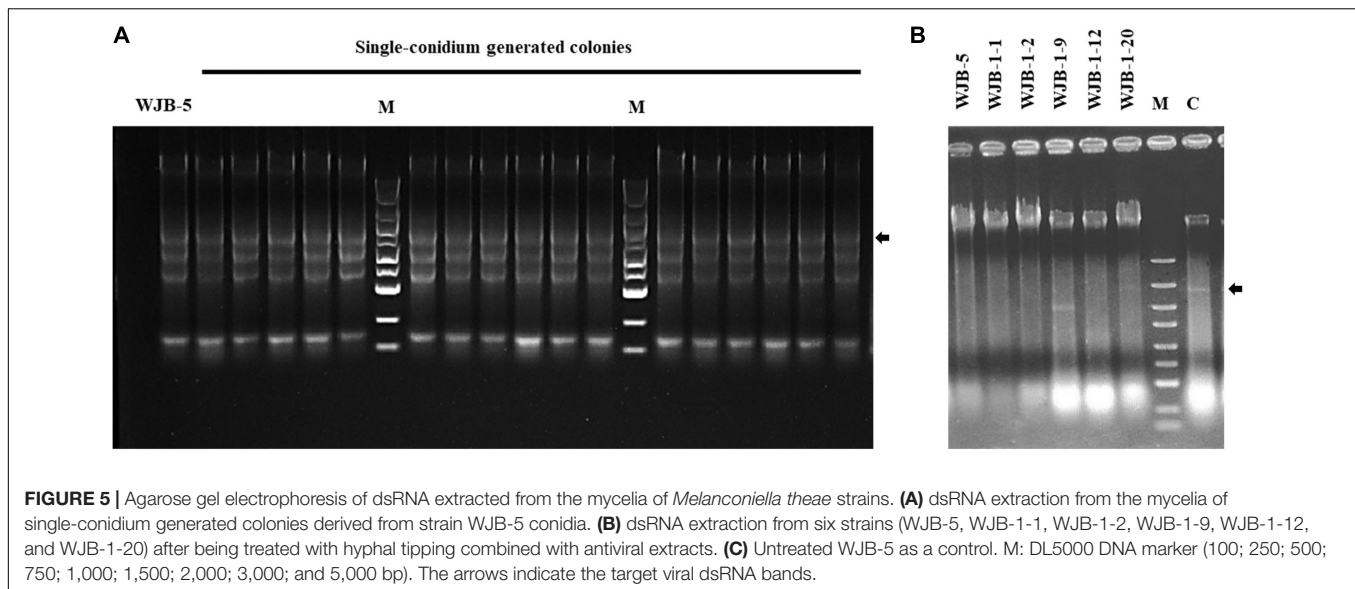 A
Single-conidium generated colonies
WJB-5
M
M
B
WJB-5
WJB-1-1
WJB-1-2
WJB-1-9
WJB-1-12
WJB-1-20
M
C
FIGURE 5 | Agarose gel electrophoresis of dsRNA extracted from the mycelia of Melanconiella theae strains. (A) dsRNA extraction from the mycelia of
single-conidium generated colonies derived from strain WJB-5 conidia. (B) dsRNA extraction from six strains (WJB-5, WJB-1-1, WJB-1-2, WJB-1-9, WJB-1-12,
and WJB-1-20) after being treated with hyphal tipping combined with antiviral extracts. (C) Untreated WJB-5 as a control. M: DL5000 DNA marker (100; 250; 500;
750; 1,000; 1,500; 2,000; 3,000; and 5,000 bp). The arrows indicate the target viral dsRNA bands.